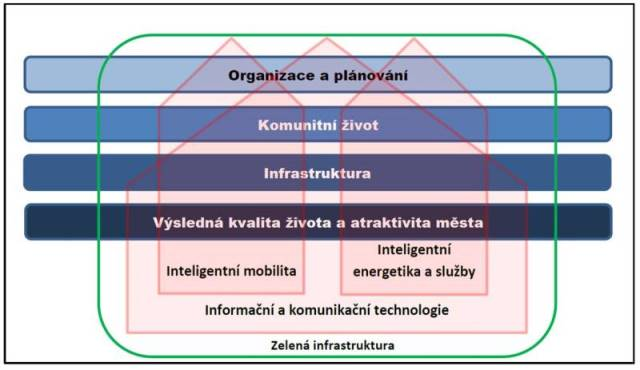 Organizace a plánování
Komunitní život
Infrastruktura
Výsledná kvalita života a atraktivita města
Inteligentní mobilita
Inteligentní
energetika a služby
Informační a komunikační technologie
Zelená infrastruktura